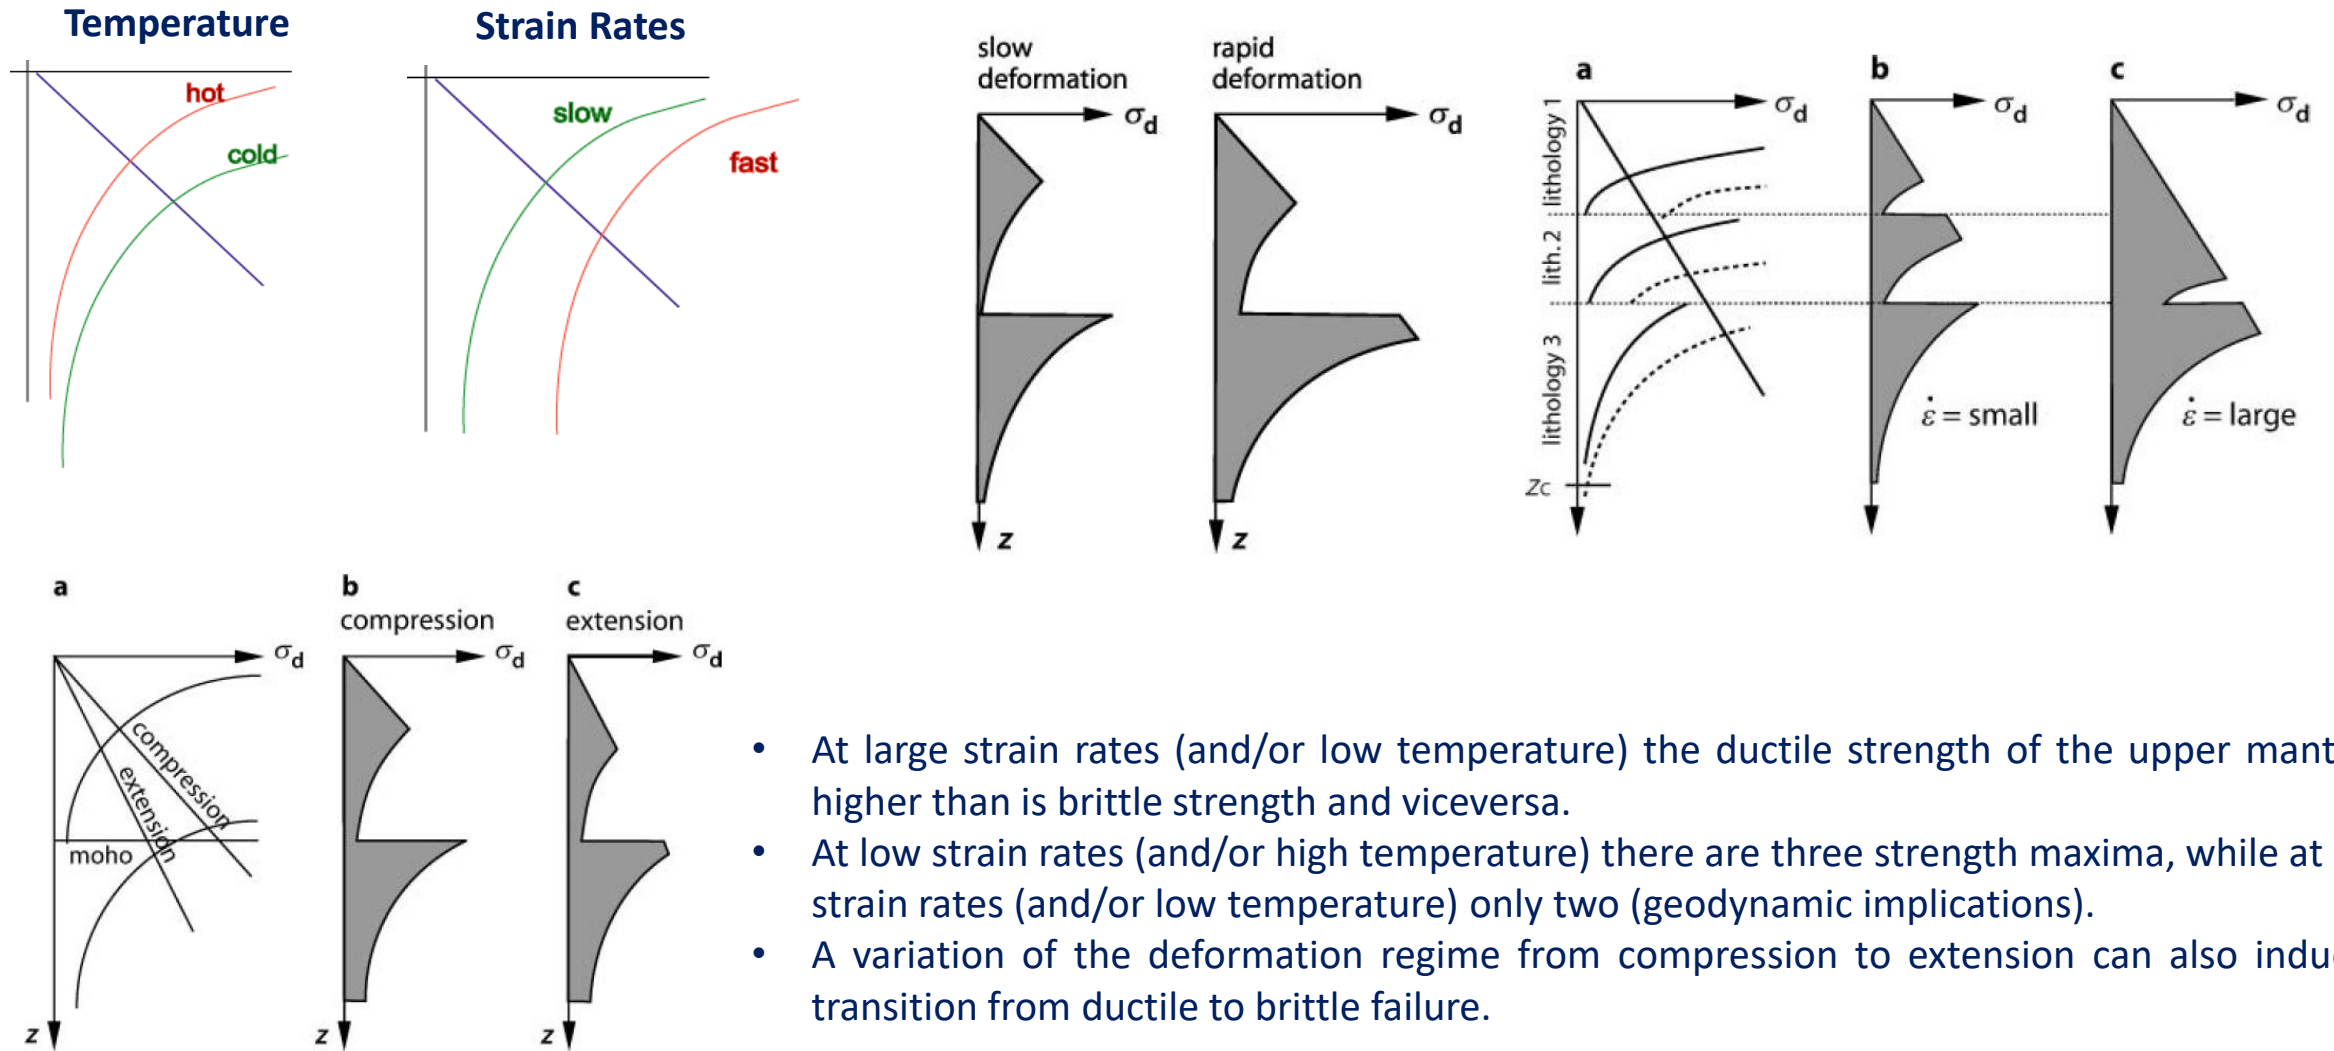 Temperature
hot
cold
Strain Rates
slow
fast
slow
deformation
σd
z
rapid
deformation
σd
z
a
σd
lithology 1
lith. 2
lithology 3
zc
b
σd
ε̇ = small
c
σd
ε̇ = large
a
σd
compression
extension
moho
z
b
compression
σd
z
c
extension
σd
z
• At large strain rates (and/or low temperature) the ductile strength of the upper mant
higher than is brittle strength and viceversa.
• At low strain rates (and/or high temperature) there are three strength maxima, while at
strain rates (and/or low temperature) only two (geodynamic implications).
• A variation of the deformation regime from compression to extension can also indu
transition from ductile to brittle failure.